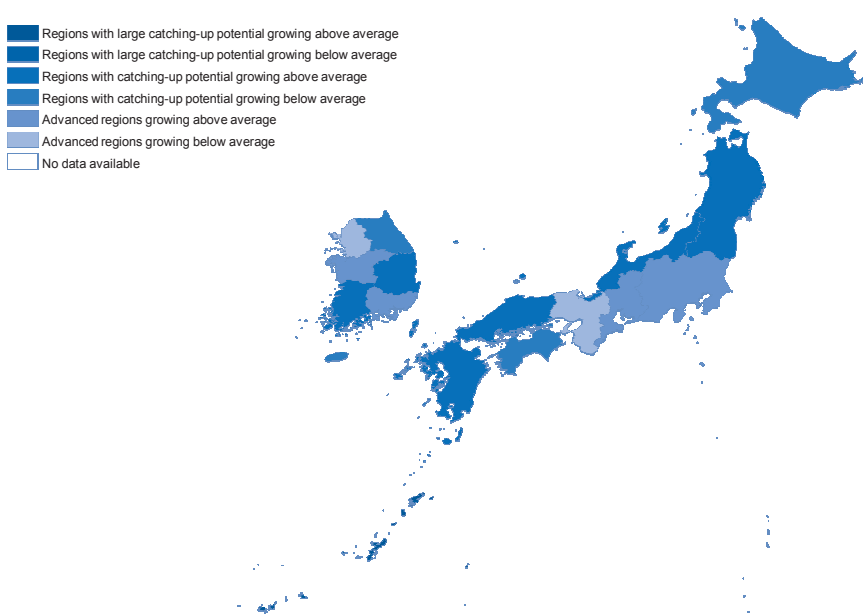 Regions with large catching-up potential growing above average
Regions with large catching-up potential growing below average
Regions with catching-up potential growing above average
Regions with catching-up potential growing below average
Advanced regions growing above average
Advanced regions growing below average
No data available